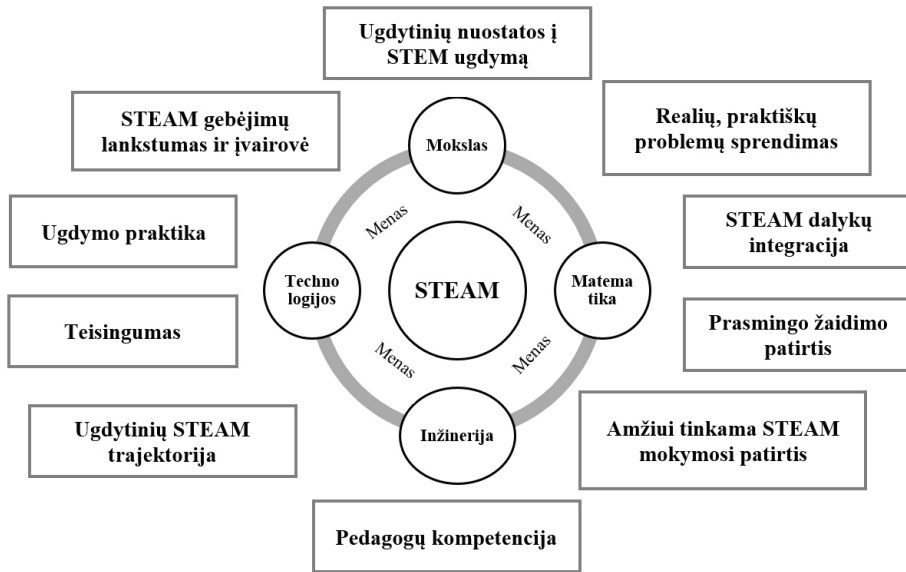 Ugdytinių nuostatos į
STEM ugdymą
STEAM gebėjimų
lankstumas ir įvairovė
Realių, praktiškų
problemų sprendimas
Mokslas
Menas
Menas
Ugdymo praktika
STEAM dalykų
integracija
Techno
logijos
STEAM
Matema
tika
Teisingumas
Prasmingo žaidimo
patirtis
Menas
Menas
Ugdytinių STEAM
trajektorija
Inžinerija
Amžiui tinkama STEAM
mokymosi patirtis
Pedagogų kompetencija